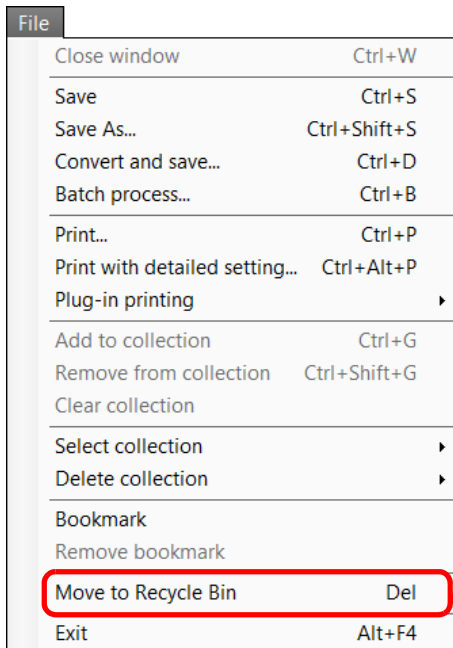 File
Close window Ctrl+W
Save Ctrl+S
Save As... Ctrl+Shift+S
Convert and save... Ctrl+D
Batch process... Ctrl+B
Print... Ctrl+P
Print with detailed setting... Ctrl+Alt+P
Plug-in printing
Add to collection Ctrl+G
Remove from collection Ctrl+Shift+G
Clear collection
Select collection
Delete collection
Bookmark
Remove bookmark
Move to Recycle Bin Del
Exit Alt+F4